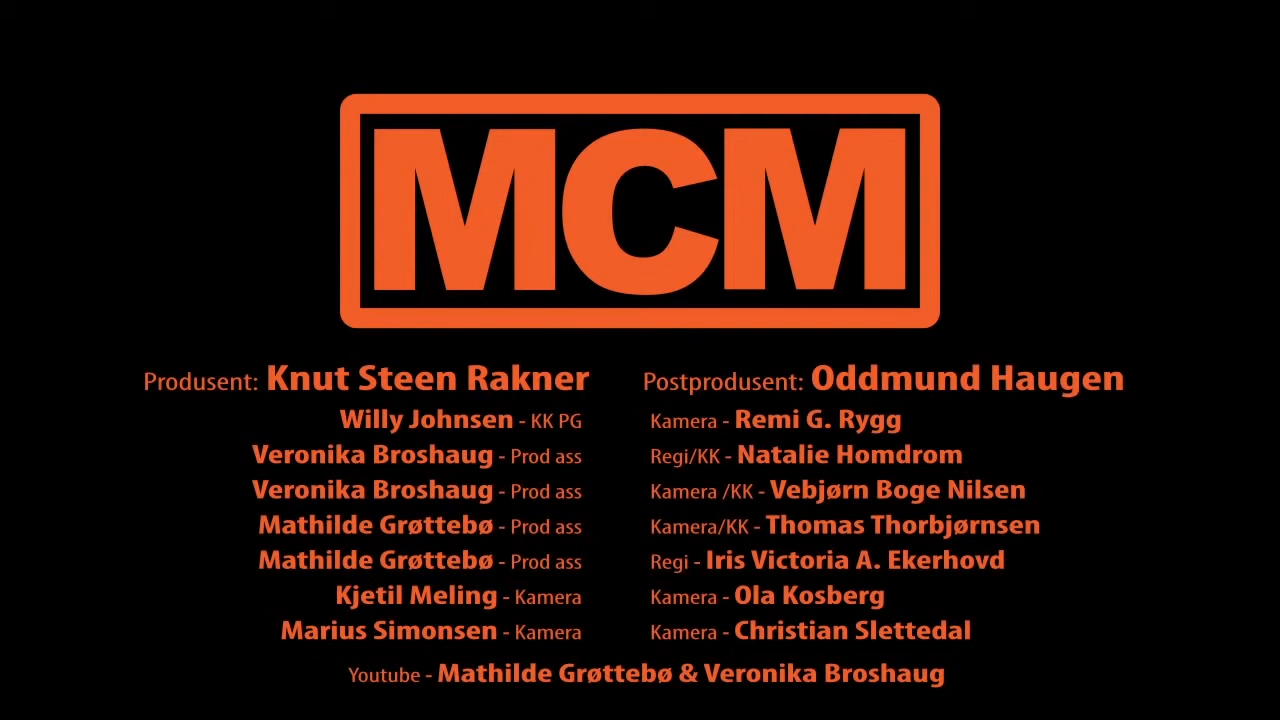 MCM
Produsent: Knut Steen Rakner
Willy Johnsen - KK PG
Veronika Broshaug - Prod ass
Veronika Broshaug - Prod ass
Mathilde Grøttebø - Prod ass
Mathilde Grøttebø - Prod ass
Kjetil Meling - Kamera
Marius Simonsen - Kamera
Postprodusent: Oddmund Haugen
Kamera - Remi G. Rygg
Regi/KK - Natalie Homdrom
Kamera /KK - Vebjørn Boge Nilsen
Kamera/KK - Thomas Thorbjørnsen
Regi - Iris Victoria A. Ekerhovd
Kamera - Ola Kosberg
Kamera - Christian Slettedal
Youtube - Mathilde Grøttebø & Veronika Broshaug